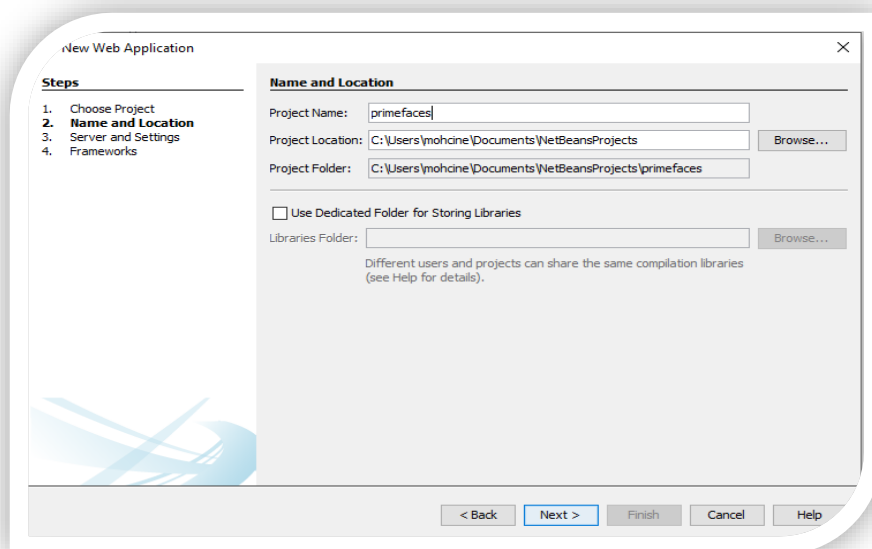 New Web Application
Steps
1. Choose Project
2. Name and Location
3. Server and Settings
4. Frameworks
Name and Location
Project Name: primefaces
Project Location: C:\Users\mohcine\Documents\NetBeansProjects Browse...
Project Folder: C:\Users\mohcine\Documents\NetBeansProjects\primefaces
Use Dedicated Folder for Storing Libraries
Libraries Folder: Browse...
Different users and projects can share the same compilation libraries
(see Help for details).
< Back Next > Finish Cancel Help